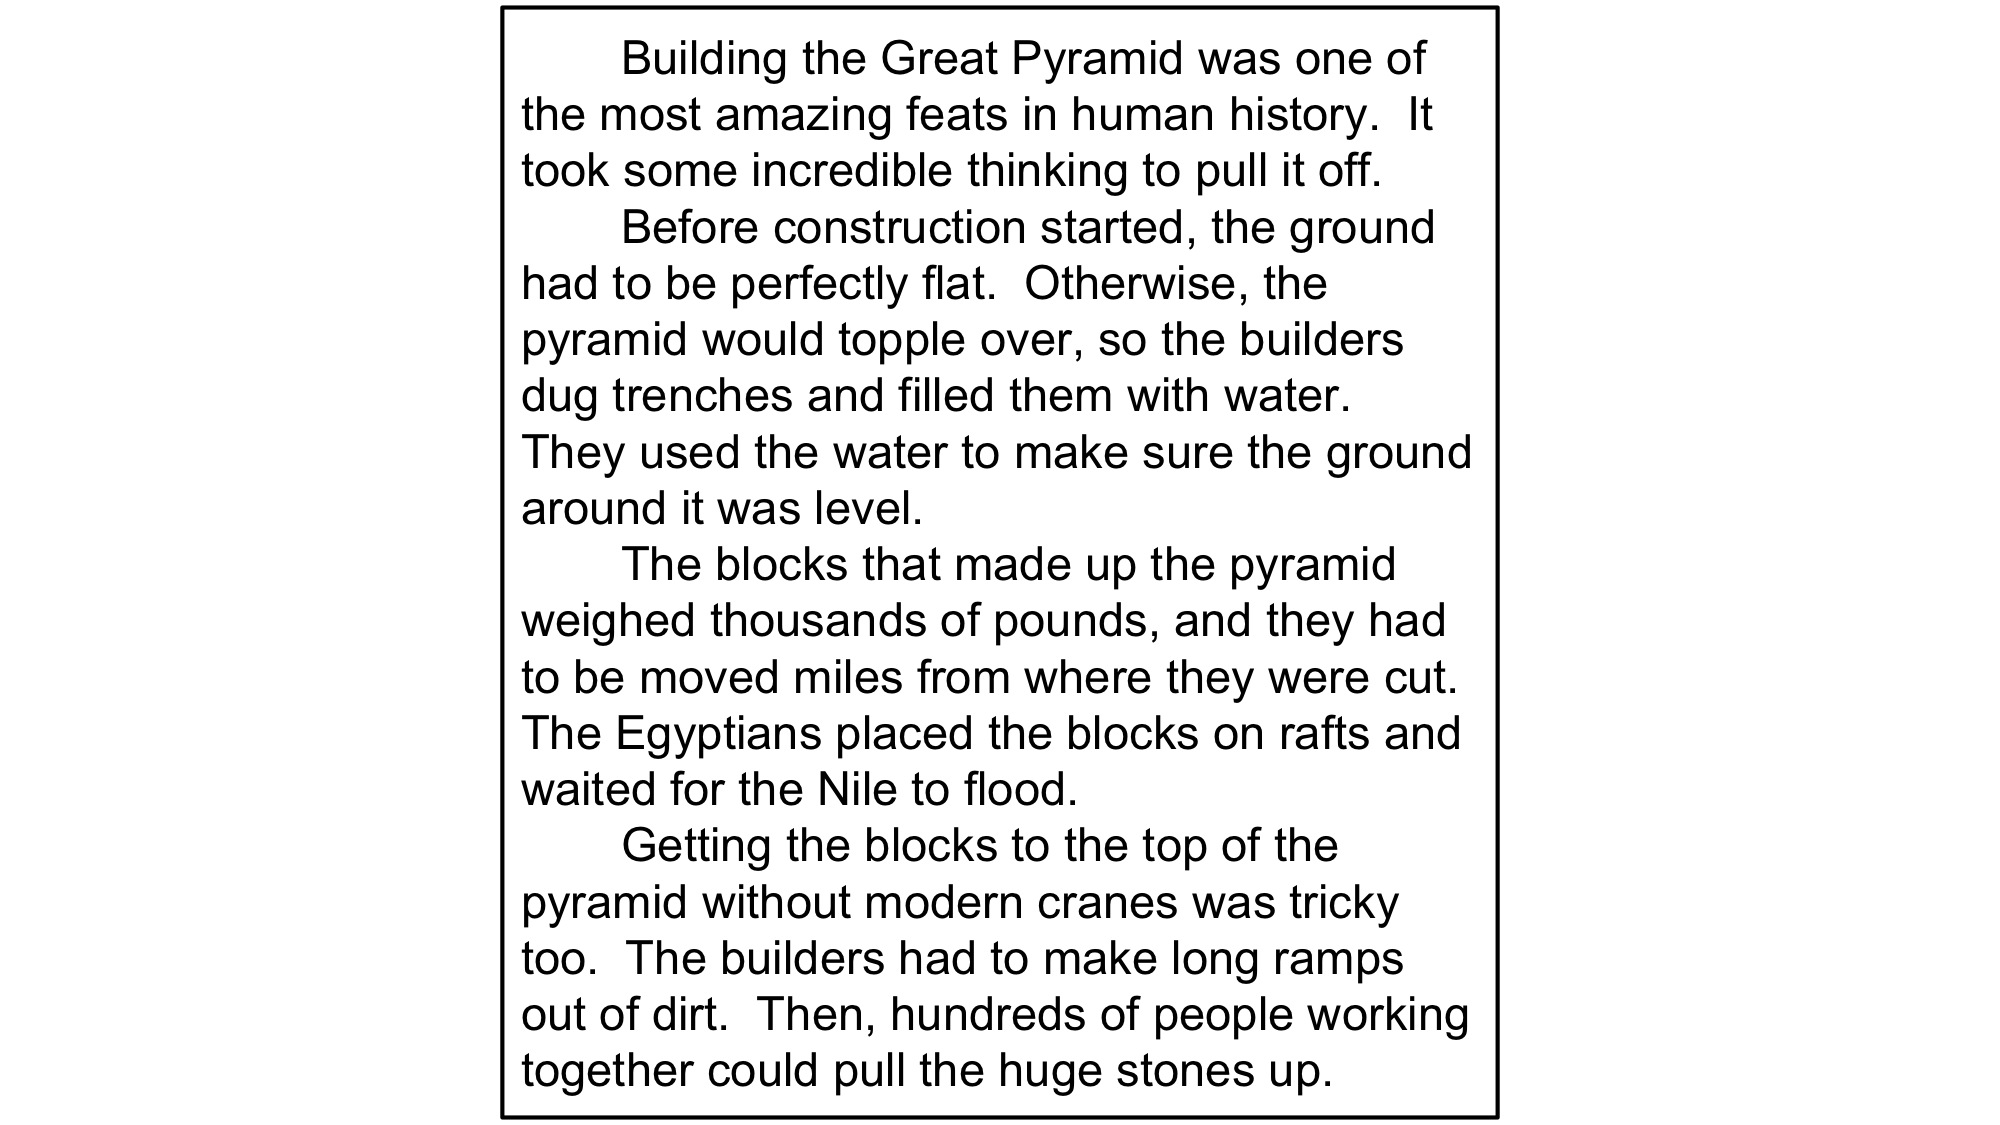 Building the Great Pyramid was one of
the most amazing feats in human history.  It
took some incredible thinking to pull it off.
Before construction started, the ground
had to be perfectly flat.  Otherwise, the
pyramid would topple over, so the builders
dug trenches and filled them with water.
They used the water to make sure the ground
around it was level.
The blocks that made up the pyramid
weighed thousands of pounds, and they had
to be moved miles from where they were cut.
The Egyptians placed the blocks on rafts and
waited for the Nile to flood.
Getting the blocks to the top of the
pyramid without modern cranes was tricky
too.  The builders had to make long ramps
out of dirt.  Then, hundreds of people working
together could pull the huge stones up.